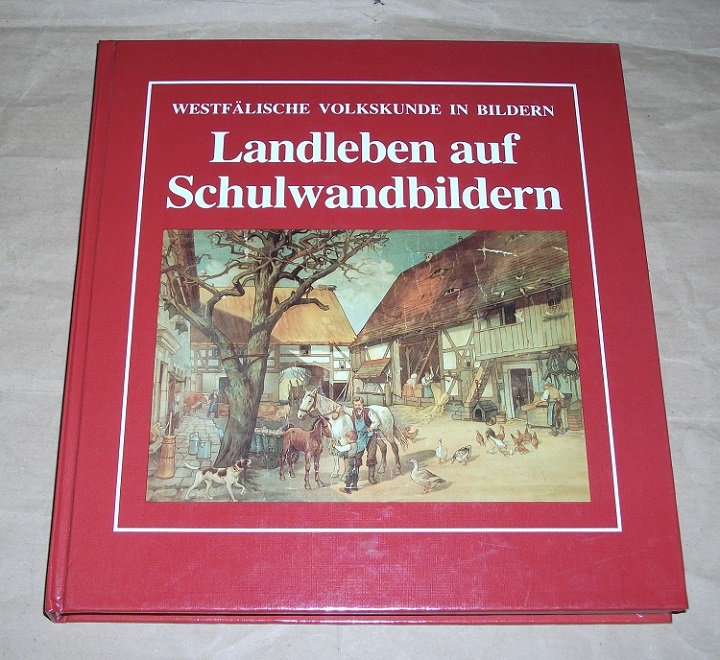 WESTFÄLISCHE VOLKSKUNDE IN BILDERN
Landleben auf
Schulwandbildern